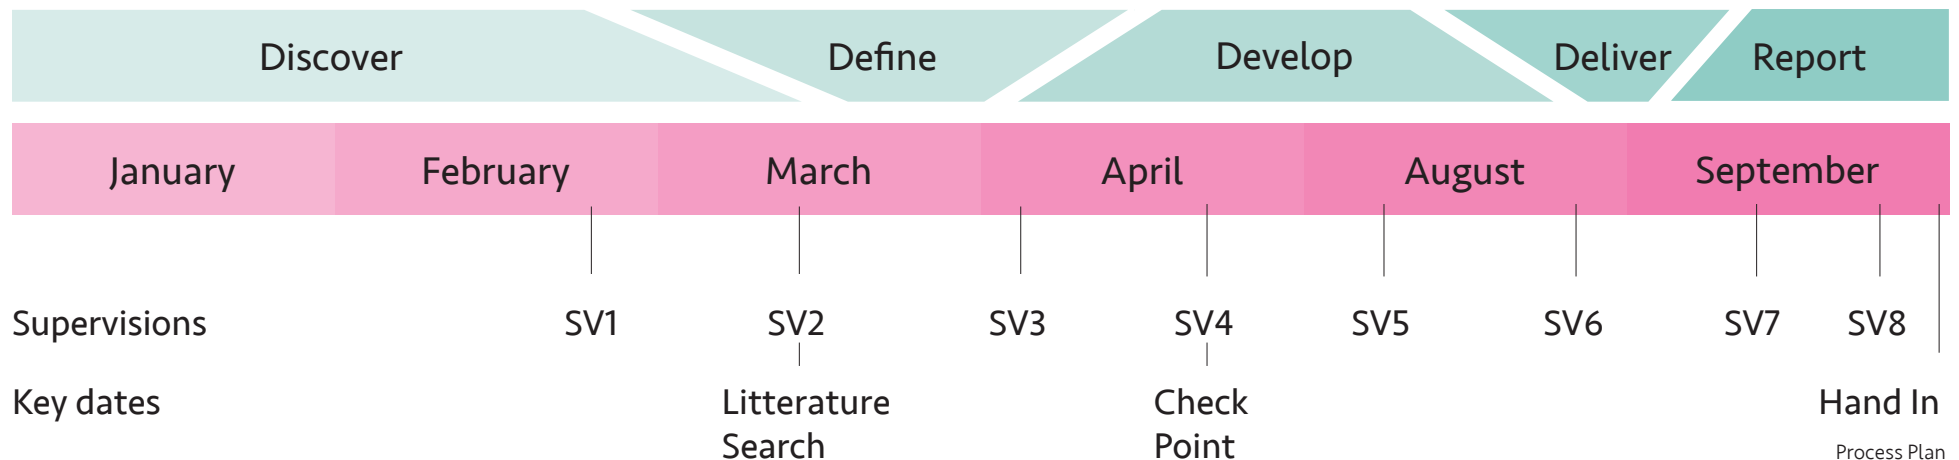 Discover Define Develop Deliver Report
January February March April August September
Supervisions SV1 SV2 SV3 SV4 SV5 SV6 SV7 SV8
Key dates Litterature Check Hand In
Search Point
Process Plan